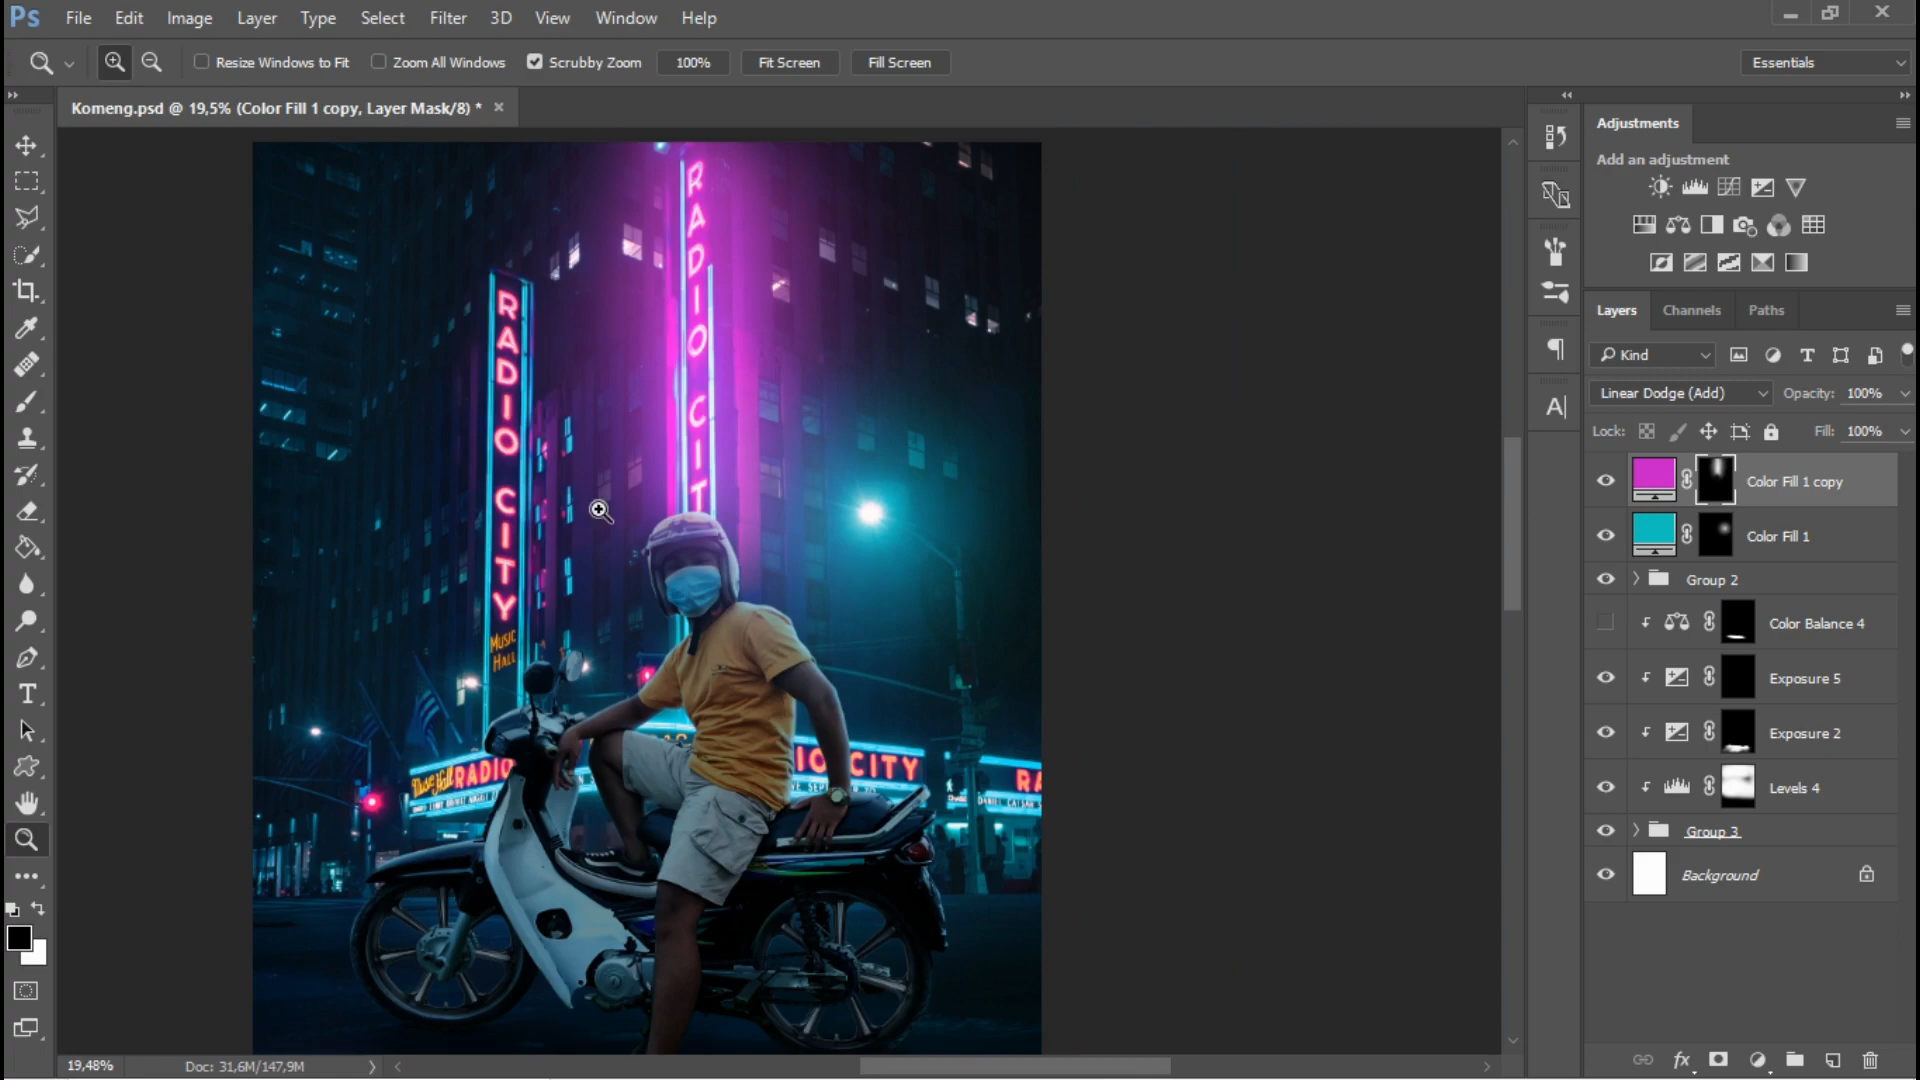 Ps File Edit Image Layer Type Select Filter 3D View Window Help
Resize Windows to Fit Zoom All Windows Scrubby Zoom 100% Fit Screen Fill Screen Essentials
Komeng.psd @ 19,5% (Color Fill 1 copy, Layer Mask/8) *
Adjustments
Add an adjustment
Layers Channels Paths
Kind
Linear Dodge (Add) Opacity: 100%
Lock: Fill: 100%
Color Fill 1 copy
Color Fill 1
Group 2
Color Balance 4
Exposure 5
Exposure 2
Levels 4
Group 3
Background
RADIO CITY
MUSIC
HALL
RADIO CIT
Music Hall RADIO
IO CITY
RA
19,48% Doc: 31,6M/147,9M